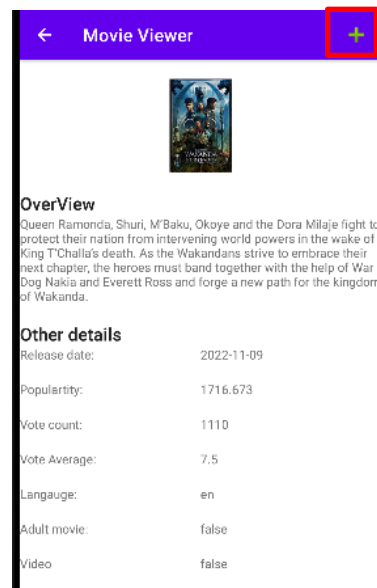 Movie Viewer
WAKANDA
OverView
Queen Ramonda, Shuri, M'Baku, Okoye and the Dora Milaje fight to
protect their nation from intervening world powers in the wake of
King T'Challa's death. As the Wakandans strive to embrace their
next chapter, the heroes must band together with the help of War
Dog Nakia and Everett Ross and forge a new path for the kingdom
of Wakanda.
Other details
Release date: 2022-11-09
Populartity: 1716.673
Vote count: 1110
Vote Average: 7.5
Langauge: en
Adult movie: false
Video false